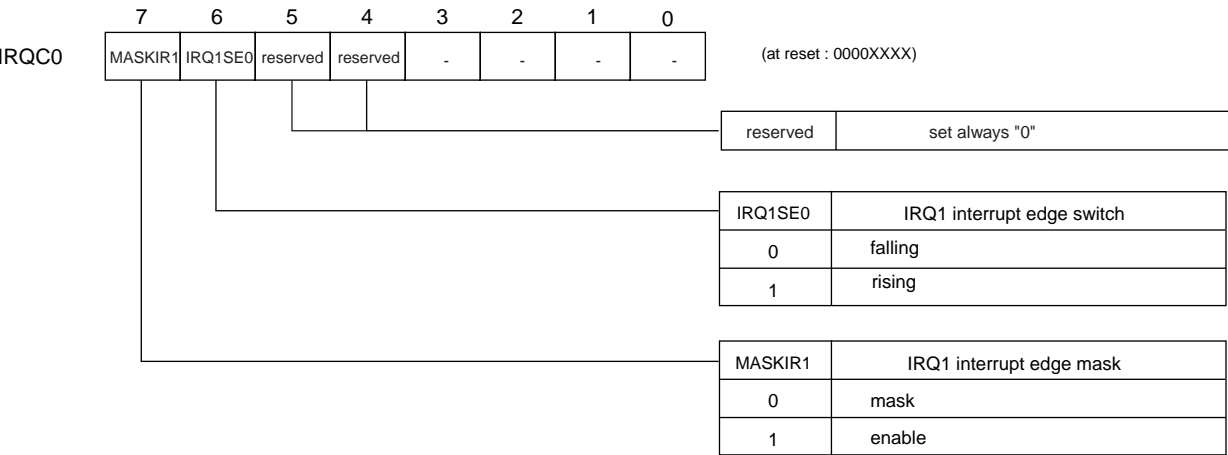 7 6 5 4 3 2 1 0
IRQC0 MASKIR1 IRQ1SE0 reserved reserved - - - - (at reset : 0000XXXX)
reserved set always "0"
IRQ1SE0 IRQ1 interrupt edge switch
0 falling
1 rising
MASKIR1 IRQ1 interrupt edge mask
0 mask
1 enable